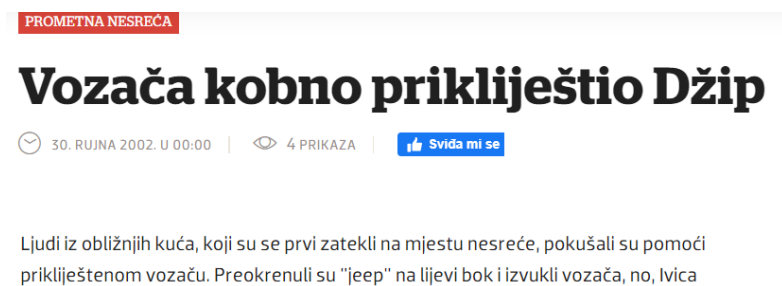 PROMETNA NESREĆA
Vozača kobno prikliještio Džip
30. RUJNA 2002. U 00:00 4 PRIKAZA Sviđa mi se
Ljudi iz obližnjih kuća, koji su se prvi zatekli na mjestu nesreće, pokušali su pomoći
prikliještenom vozaču. Preokrenuli su "jeep" na lijevi bok i izvukli vozača, no, Ivica